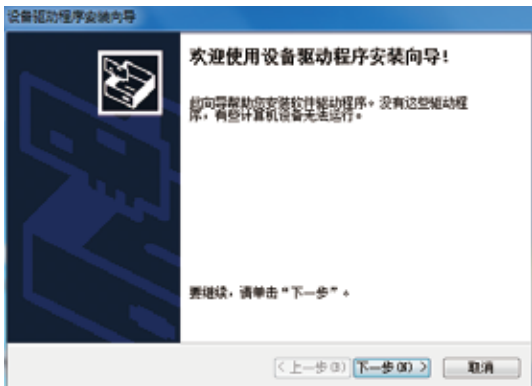 设备驱动程序安装向导
欢迎使用设备驱动程序安装向导!
此向导帮助您安装软件驱动程序。没有这些驱动程
序，有些计算机设备无法运行。
要继续，请单击“下一步”。
<上一步(B) 下一步(N) > 取消